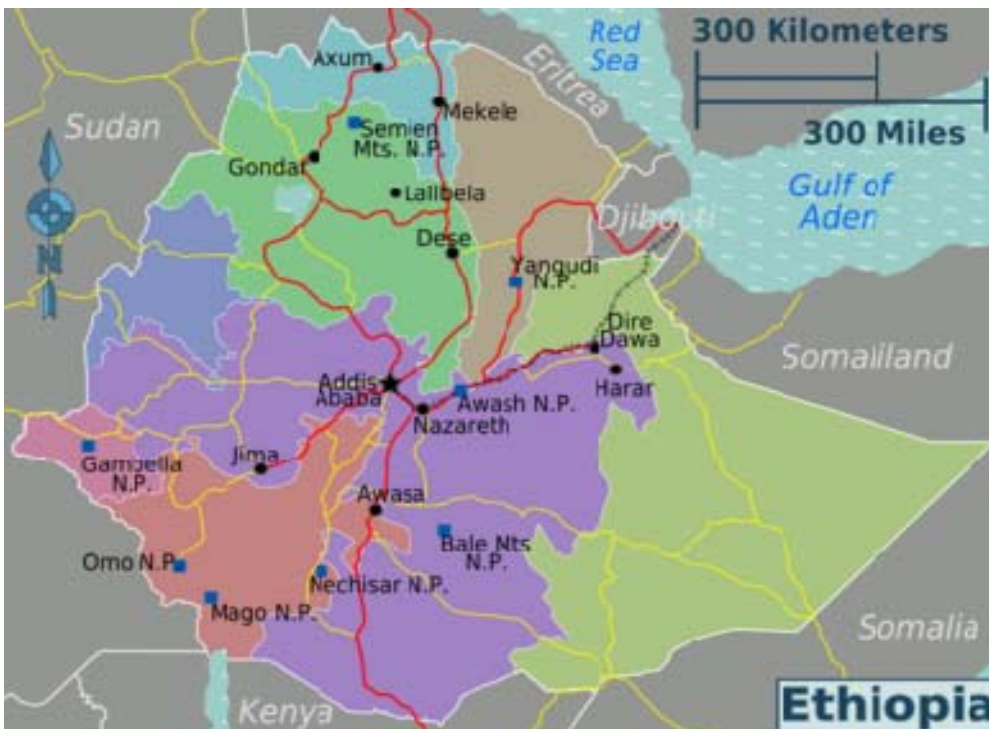 Red
Sea
300 Kilometers
Axum
Eritrea
Mekele
Sudan
Semien
Mts. N.P.
300 Miles
Gondar
Lalibela
Gulf of
Aden
Djibouti
Dese
N
Yangudi
N.P.
Dire
Dawa
Somaliland
Addis
Ababa
Awash N.P.
Harar
Nazareth
Jima
Gambella
N.P.
Awasa
Bale Mts
N.P.
Omo N.P.
Nechisar N.P.
Mago N.P.
Somalia
Kenya
Ethiopia